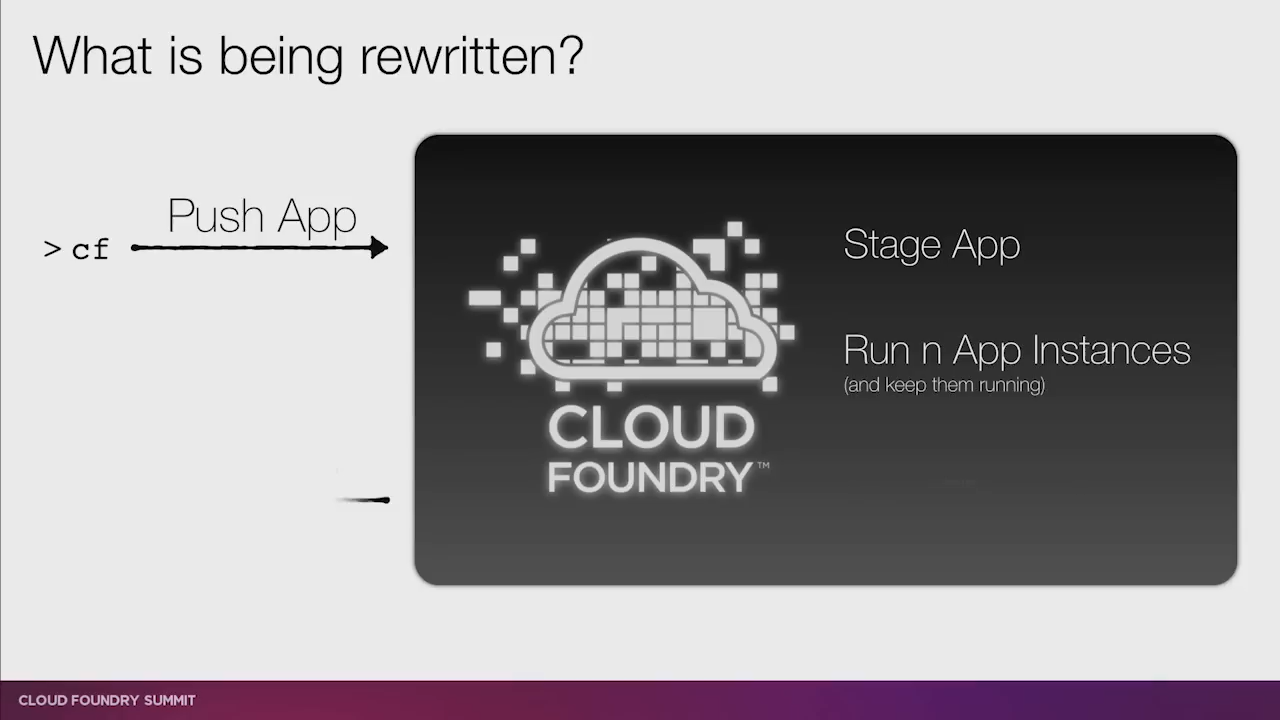 What is being rewritten?
Push App
> cf
Stage App
Run n App Instances
(and keep them running)
CLOUD
FOUNDRY™
CLOUD FOUNDRY SUMMIT